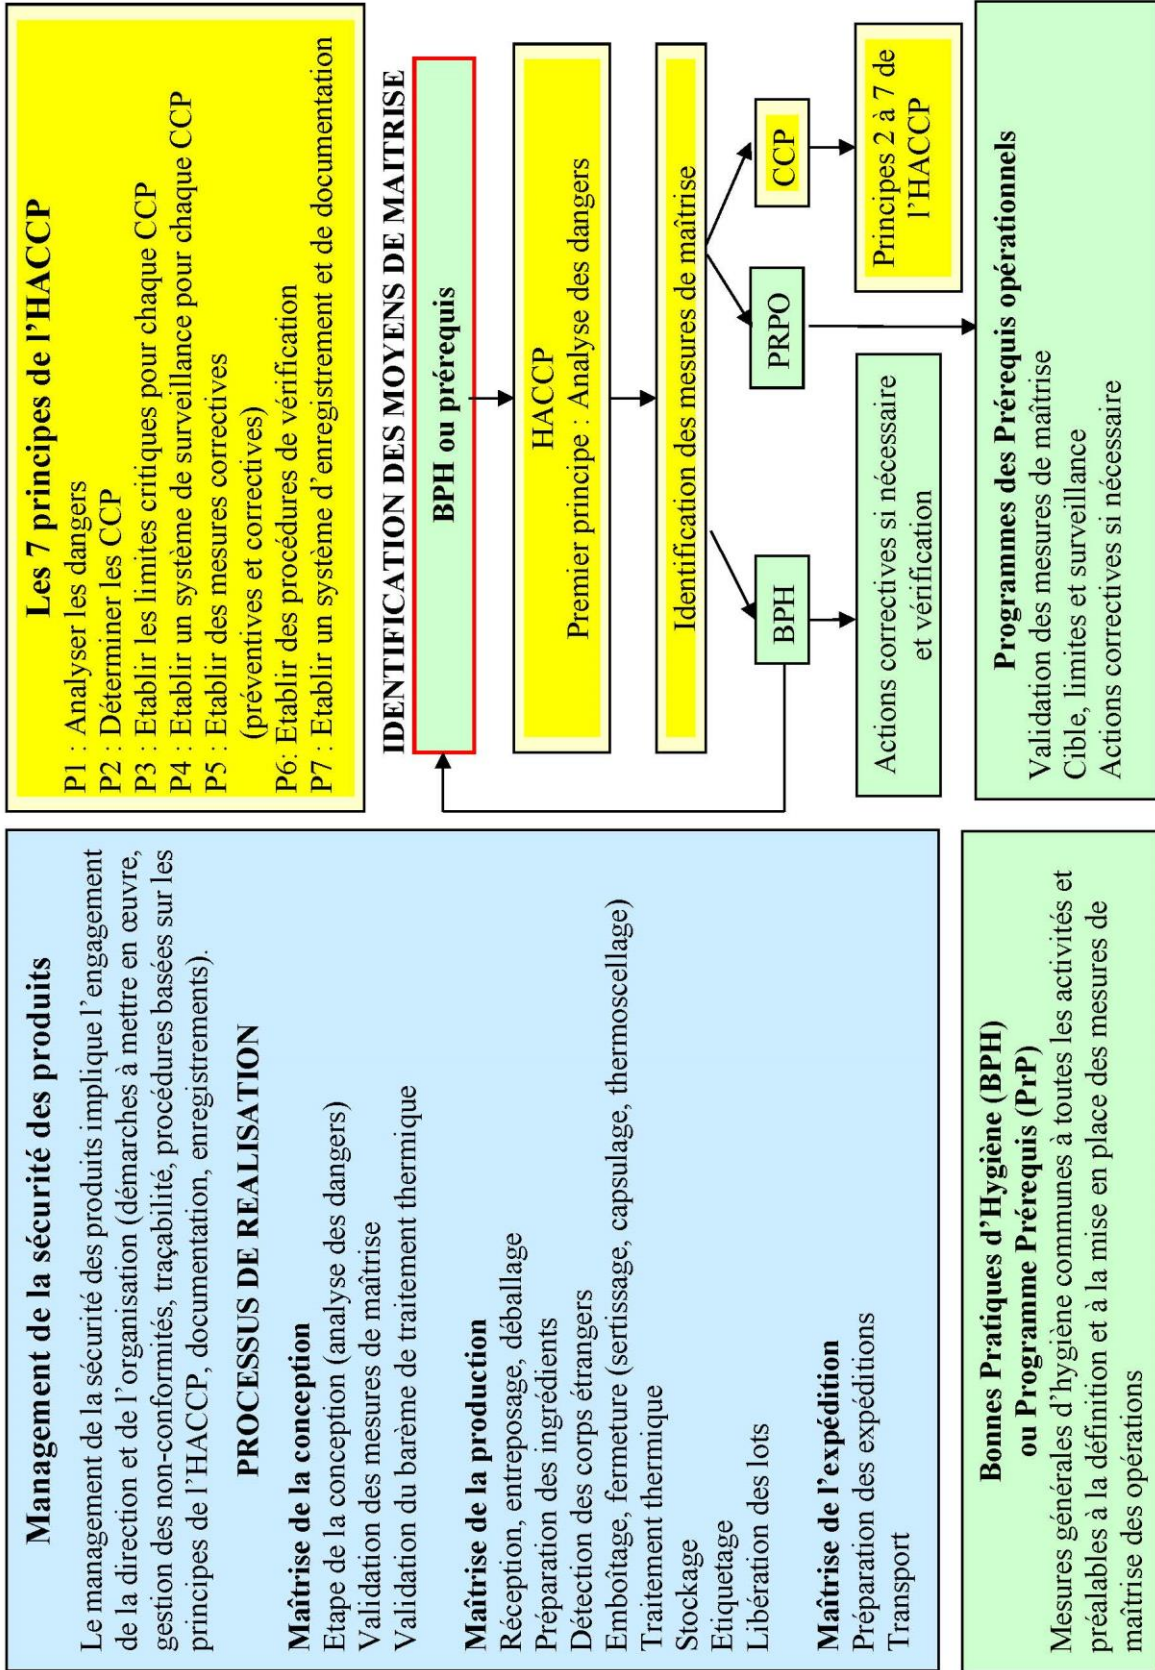 Management de la sécurité des produits
Le management de la sécurité des produits implique l’engagement
de la direction et de l’organisation (démarches à mettre en œuvre,
gestion des non-conformités, traçabilité, procédures basées sur les
principes de l’HACCP, documentation, enregistrements).
PROCESSUS DE REALISATION
Maîtrise de la conception
Etape de la conception (analyse des dangers)
Validation des mesures de maîtrise
Validation du barème de traitement thermique
Maîtrise de la production
Réception, entreposage, déballage
Préparation des ingrédients
Détection des corps étrangers
Emboîtage, fermeture (sertissage, capsulage, thermoscellage)
Traitement thermique
Stockage
Etiquetage
Libération des lots
Maîtrise de l’expédition
Préparation des expéditions
Transport
Bonnes Pratiques d’Hygiène (BPH)
ou Programme Prérequis (PrP)
Mesures générales d’hygiène communes à toutes les activités et
préalables à la définition et à la mise en place des mesures de
maîtrise des opérations
Les 7 principes de l’HACCP
P1 : Analyser les dangers
P2 : Déterminer les CCP
P3 : Etablir les limites critiques pour chaque CCP
P4 : Etablir un système de surveillance pour chaque CCP
P5 : Etablir des mesures correctives
(préventives et correctives)
P6: Etablir des procédures de vérification
P7 : Etablir un système d’enregistrement et de documentation
IDENTIFICATION DES MOYENS DE MAITRISE
BPH ou prérequis
HACCP
Premier principe : Analyse des dangers
Identification des mesures de maîtrise
BPH
PRPO
CCP
Actions correctives si nécessaire
et vérification
Principes 2 à 7 de
l’HACCP
Programmes des Prérequis opérationnels
Validation des mesures de maîtrise
Cible, limites et surveillance
Actions correctives si nécessaire